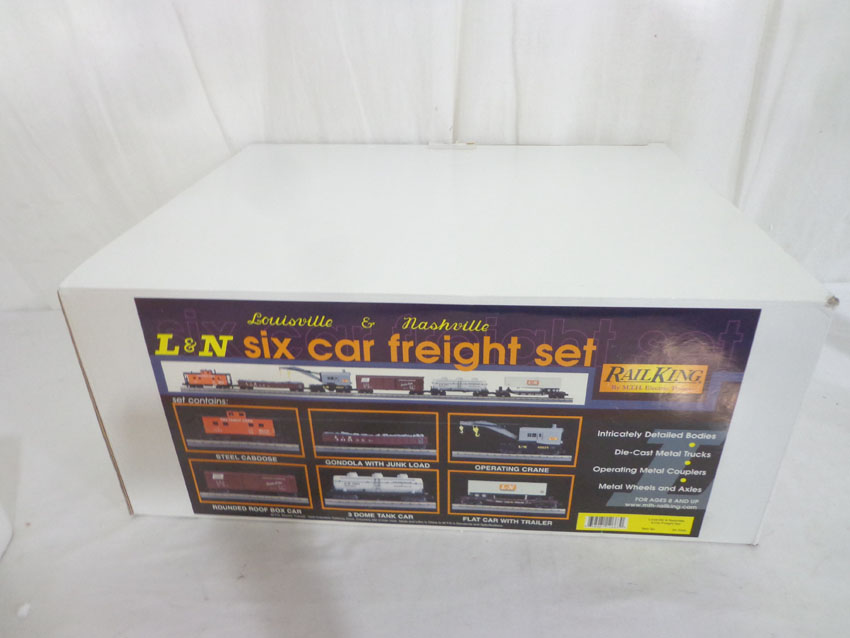 Louisville & Nashville
L&N six car freight set
RAILKING
By M.T.H. Electric Trains
set contains:
STEEL CABOOSE
GONDOLA WITH JUNK LOAD
OPERATING CRANE
ROUNDED ROOF BOX CAR
3 DOME TANK CAR
FLAT CAR WITH TRAILER
Intricately Detailed Bodies
Die-Cast Metal Trucks
Operating Metal Couplers
Metal Wheels and Axles
FOR AGES 8 AND UP
www.mth-railking.com